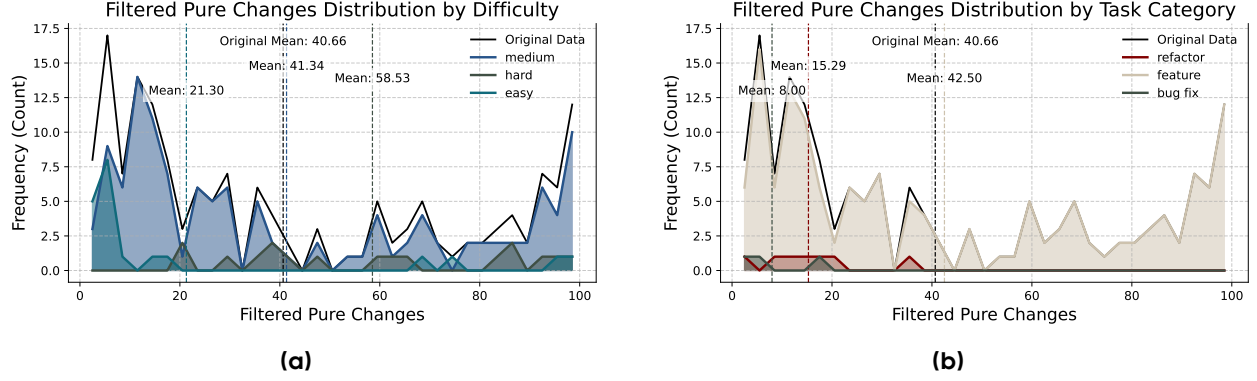 Filtered Pure Changes Distribution by Difficulty
17.5
15.0
12.5
10.0
7.5
5.0
2.5
0.0
Frequency (Count)
Original Mean: 40.66
Mean: 41.34
Mean: 58.53
Mean: 21.30
Original Data
medium
hard
easy
0 20 40 60 80 100
Filtered Pure Changes
(a)
Filtered Pure Changes Distribution by Task Category
17.5
15.0
12.5
10.0
7.5
5.0
2.5
0.0
Frequency (Count)
Original Mean: 40.66
Mean: 15.29
Mean: 42.50
Mean: 8.00
Original Data
refactor
feature
bug fix
0 20 40 60 80 100
Filtered Pure Changes
(b)